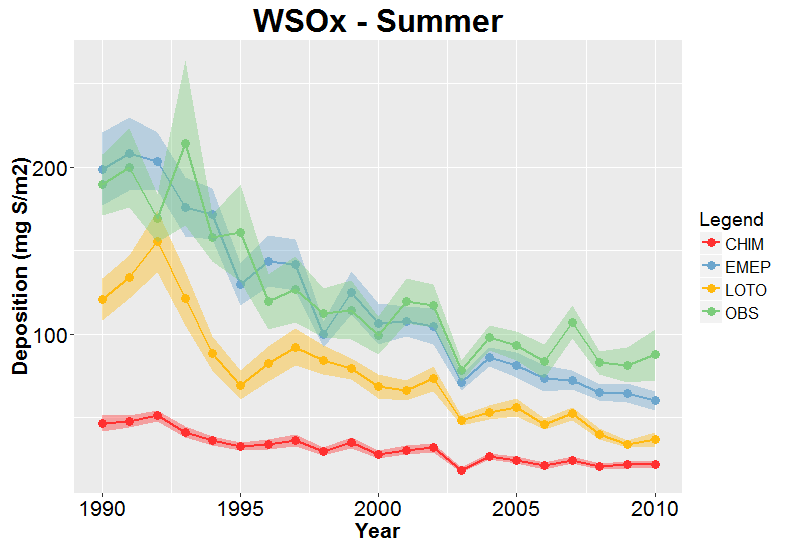 WSOx - Summer
Deposition (mg S/m2)
200
100
1990 1995 2000 2005 2010
Year
Legend
CHIM
EMEP
LOTO
OBS